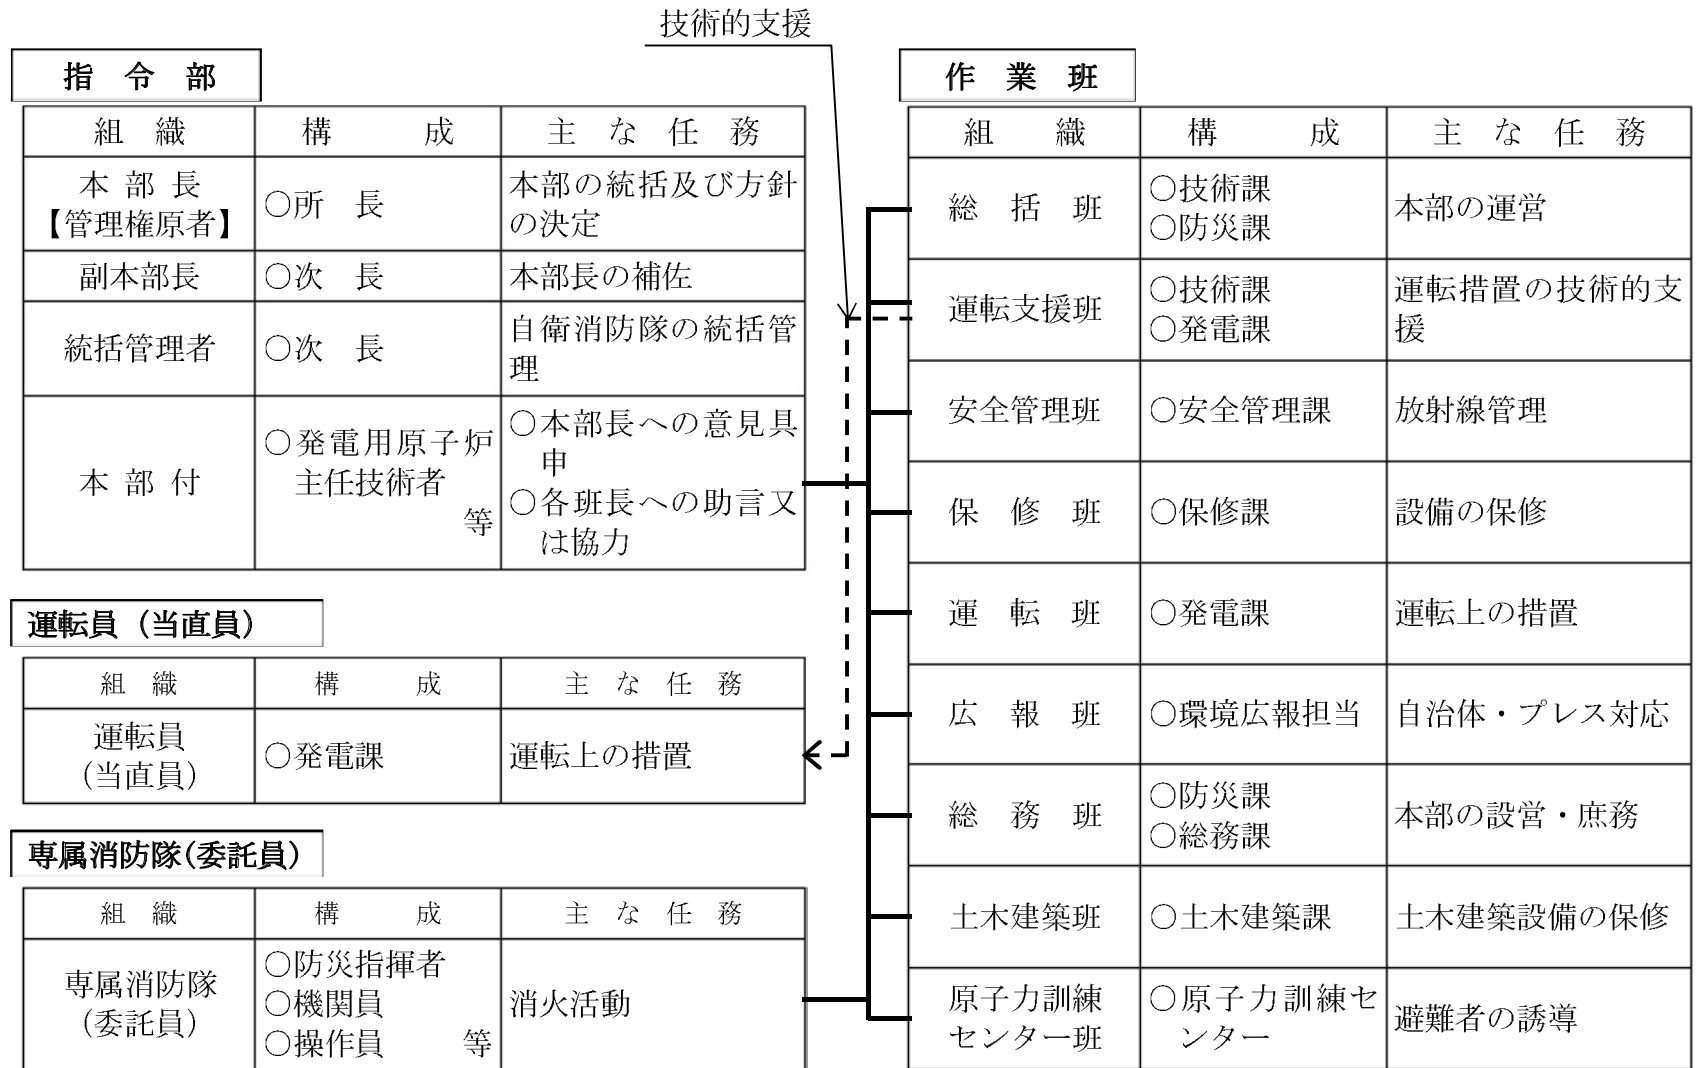 技術的支援
指　令　部
組　織　構　成　主　な　任　務
本　部　長
【管理権原者】
○所　長
本部の統括及び方針
の決定
副本部長
○次　長
本部長の補佐
統括管理者
○次　長
自衛消防隊の統括管
理
本　部　付
○発電用原子炉
主任技術者
等
○本部長への意見具
申
○各班長への助言又
は協力
運転員（当直員）
組　織　構　成　主　な　任　務
運転員
（当直員）
○発電課
運転上の措置
専属消防隊（委託員）
組　織　構　成　主　な　任　務
専属消防隊
（委託員）
○防災指揮者
○機関員
○操作員　等
消火活動
作　業　班
組　織　構　成　主　な　任　務
総　括　班
○技術課
○防災課
本部の運営
運転支援班
○技術課
○発電課
運転措置の技術的支
援
安全管理班
○安全管理課
放射線管理
保　修　班
○保修課
設備の保修
運　転　班
○発電課
運転上の措置
広　報　班
○環境広報担当
自治体・プレス対応
総　務　班
○防災課
○総務課
本部の設営・庶務
土木建築班
○土木建築課
土木建築設備の保修
原子力訓練
センター班
○原子力訓練セ
ンター
避難者の誘導